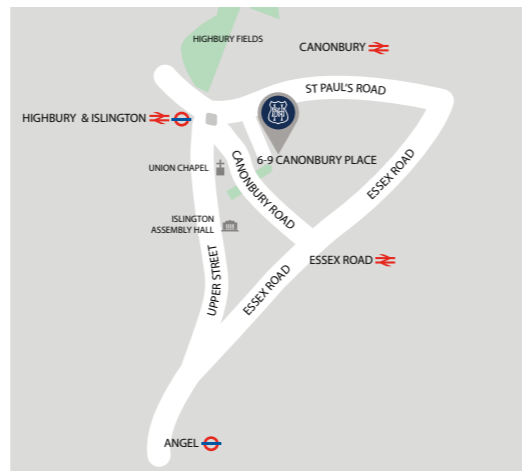 HIGHBURY FIELDS
CANONBURY
ST PAUL'S ROAD
HIGHBURY & ISLINGTON
6-9 CANONBURY PLACE
UNION CHAPEL
CANONBURY ROAD
ESSEX ROAD
ISLINGTON
ASSEMBLY HALL
UPPER STREET
ESSEX ROAD
ESSEX ROAD
ANGEL